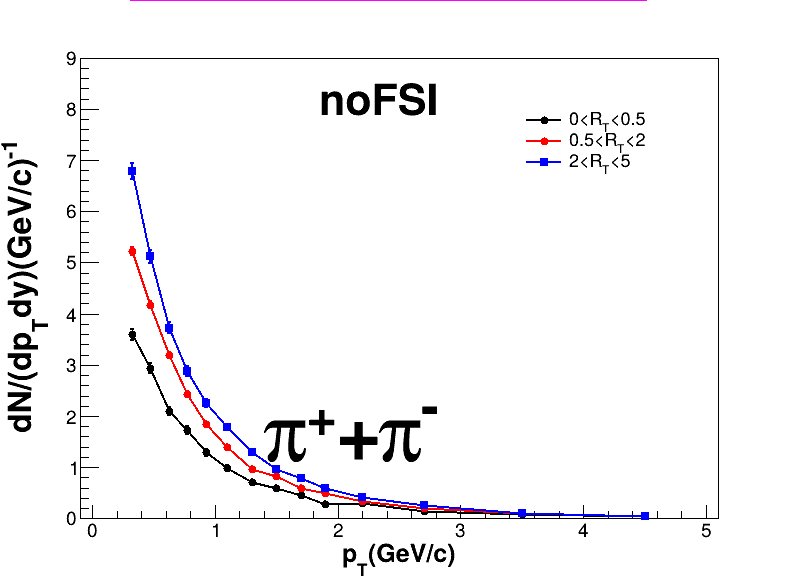 noFSI
0<R_T<0.5
0.5<R_T<2
2<R_T<5
π⁺+π⁻
dN/(dp_T dy)(GeV/c)⁻¹
9
8
7
6
5
4
3
2
1
0
0 1 2 3 4 5
p_T(GeV/c)